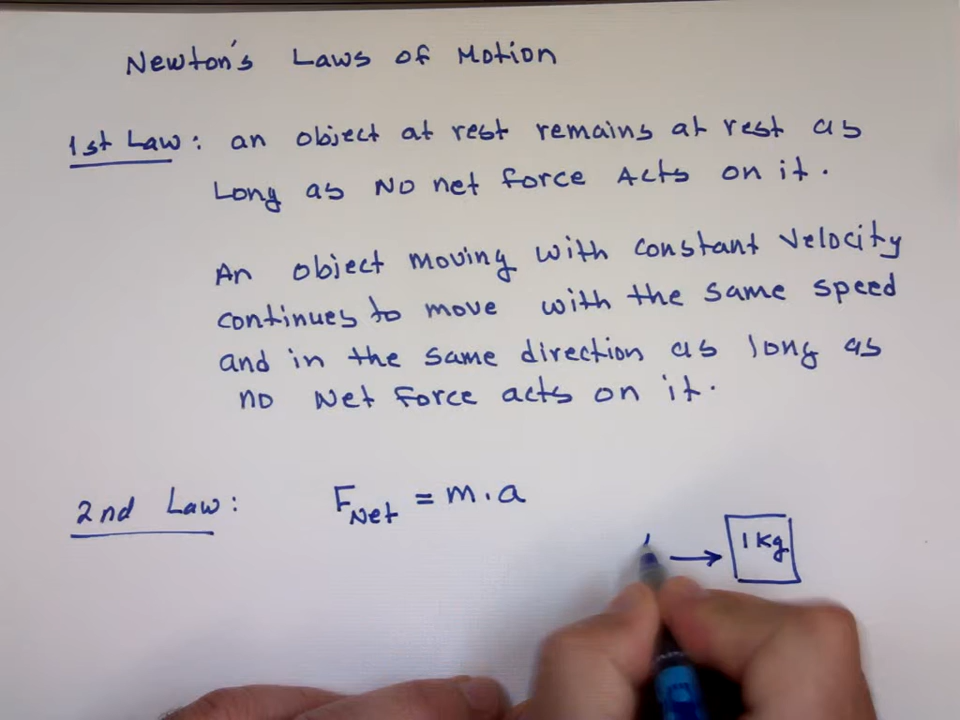 Newton's Laws of Motion
1st Law: an object at rest remains at rest as
Long as No net force Acts on it.
An object moving with constant Velocity
continues to move with the same speed
and in the same direction as long as
no Net Force acts on it.
2nd Law: FNet = m.a
1 Kg